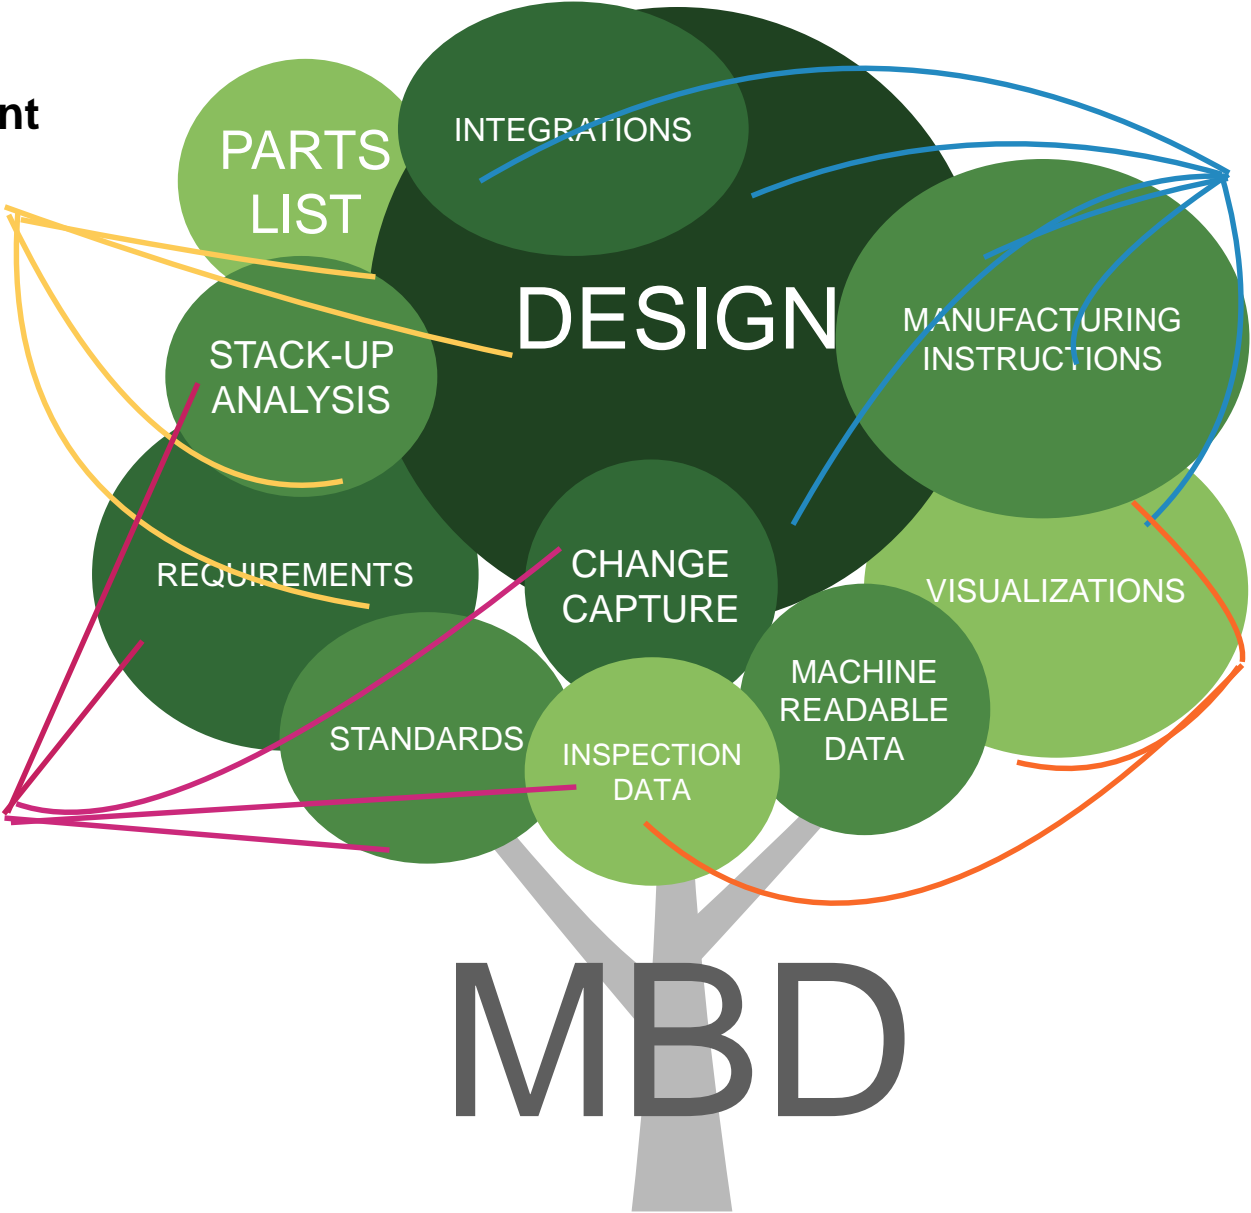 nt
INTEGRATIONS
PARTS
LIST
DESIGN
MANUFACTURING
INSTRUCTIONS
STACK-UP
ANALYSIS
CHANGE
CAPTURE
REQUIREMENTS
VISUALIZATIONS
MACHINE
READABLE
DATA
STANDARDS
INSPECTION
DATA
MBD